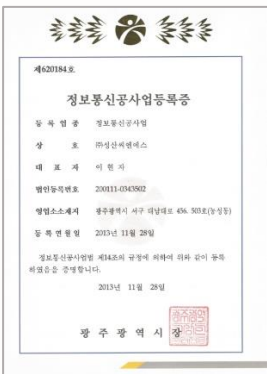 제620184호
정보통신공사업등록증
등 록 업 종 정보통신공사업
상 호 ㈜성산씨엠에스
대 표 자 이 현 자
법인등록번호 200111-0343502
영업소소재지 광주광역시 서구 대남대로 456, 503호(농성동)
등 록 연 월 일 2013년 11월 28일
정보통신공사업법 제14조의 규정에 의하여 위와 같이 등록
하였음을 증명합니다.
2013년 11월 28일
광 주 광 역 시 장